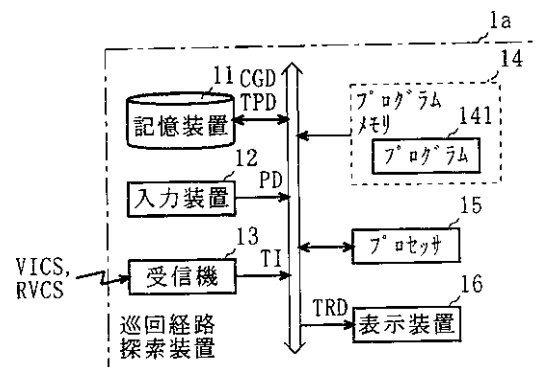 1a
14
11
CGD
TPD
記憶装置
プログラム
メモリ
141
プログラム
12
入力装置
PD
15
プロセッサ
13
VICS,
RVCS
受信機
TI
16
TRD
表示装置
巡回経路
探索装置